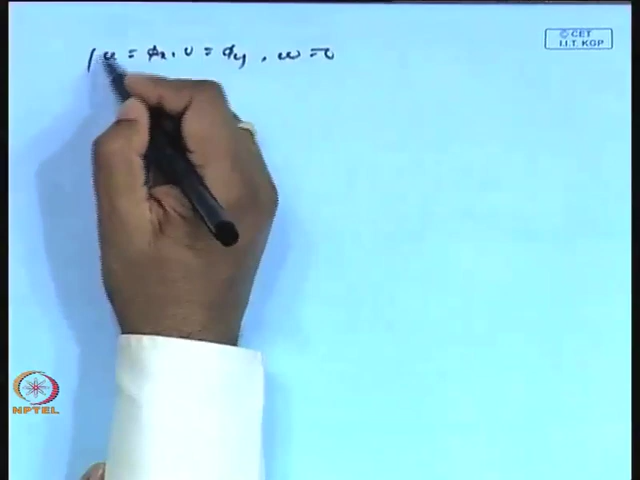 u = φx, v = φy, w = 0
© CET
I.I.T. KGP
NPTEL